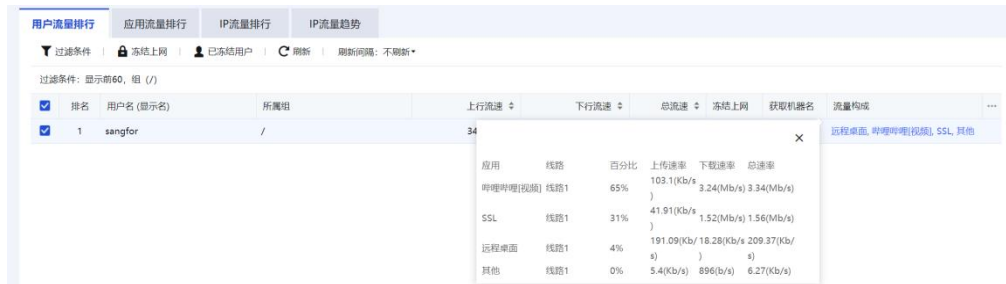 用户流量排行 应用流量排行 IP流量排行 IP流量趋势
过滤条件 冻结上网 已冻结用户 刷新 刷新间隔：不刷新
过滤条件：显示前60，组 (/)
排名 用户名 (显示名) 所属组 上行流速 下行流速 总流速 冻结上网 获取机器名 流量构成 ...
1 sangfor / 34 远程桌面, 哔哩哔哩[视频], SSL, 其他
应用 线路 百分比 上传速率 下载速率 总速率
哔哩哔哩[视频] 线路1 65% 103.1(Kb/s) 3.24(Mb/s) 3.34(Mb/s)
SSL 线路1 31% 41.91(Kb/s) 1.52(Mb/s) 1.56(Mb/s)
远程桌面 线路1 4% 191.09(Kb/s) 18.28(Kb/s) 209.37(Kb/s)
其他 线路1 0% 5.4(Kb/s) 896(b/s) 6.27(Kb/s)